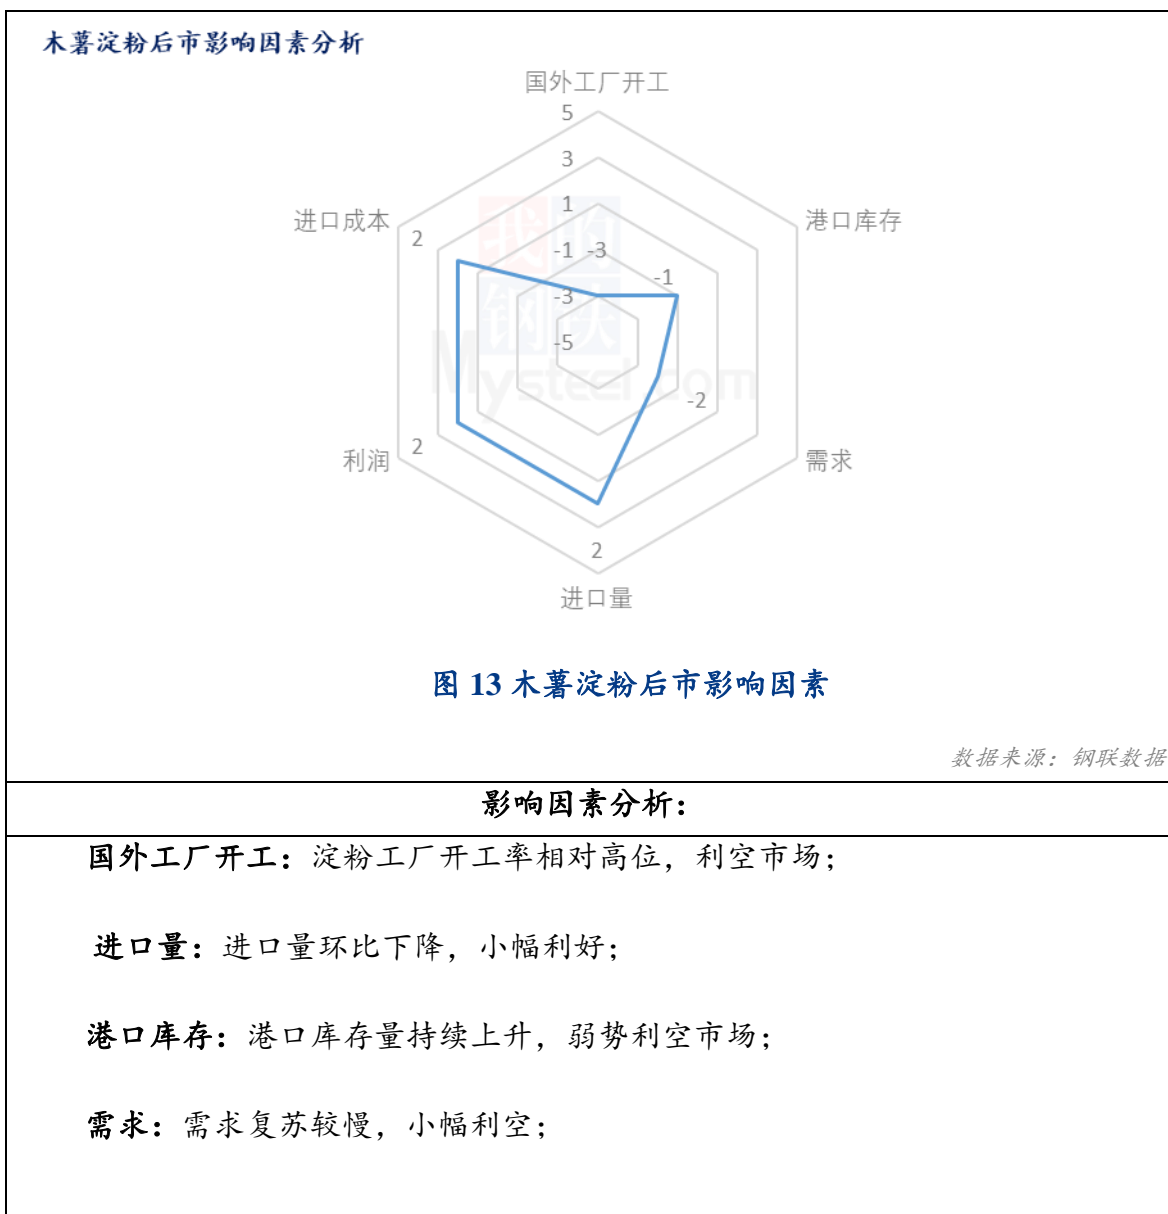 木薯淀粉后市影响因素分析
国外工厂开工
5
3
进口成本
2
1
港口库存
-1
-3
-1
-3
-5
-2
利润
2
需求
2
进口量
我的
钢铁
Mysteel.com
图 13 木薯淀粉后市影响因素
数据来源：钢联数据
影响因素分析：
国外工厂开工：淀粉工厂开工率相对高位，利空市场；
进口量：进口量环比下降，小幅利好；
港口库存：港口库存量持续上升，弱势利空市场；
需求：需求复苏较慢，小幅利空；